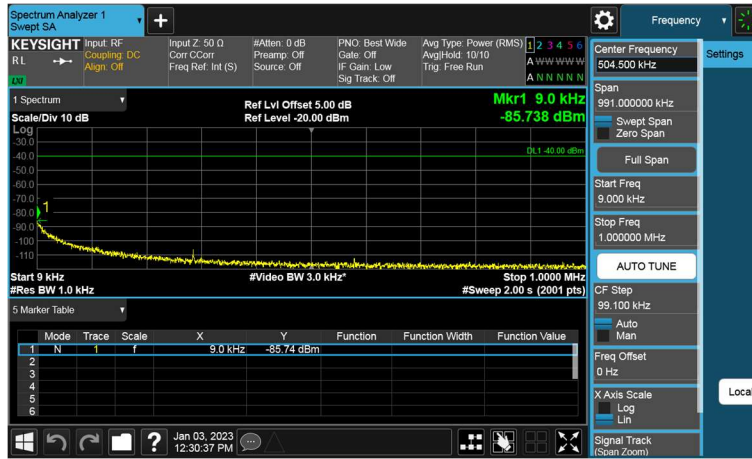 Spectrum Analyzer 1
Swept SA
Frequency
KEYSIGHT
RL
LXI
Input: RF
Coupling: DC
Align: Off
Input Z: 50 Ω
Corr CCorr
Freq Ref: Int (S)
#Atten: 0 dB
Preamp: Off
Source: Off
PNO: Best Wide
Gate: Off
IF Gain: Low
Sig Track: Off
Avg Type: Power (RMS)
Avg|Hold: 10/10
Trig: Free Run
1 2 3 4 5 6
A W W W W W
A N N N N N
1 Spectrum
Scale/Div 10 dB
Ref Lvl Offset 5.00 dB
Ref Level -20.00 dBm
Mkr1 9.0 kHz
-85.738 dBm
Log
DL1 -40.00 dBm
-30.0
-40.0
-50.0
-60.0
-70.0
1
-80.0
-90.0
-100
-110
Start 9 kHz
#Res BW 1.0 kHz
#Video BW 3.0 kHz*
Stop 1.0000 MHz
#Sweep 2.00 s (2001 pts)
5 Marker Table
Mode Trace Scale X Y Function Function Width Function Value
1 N 1 f 9.0 kHz -85.74 dBm
2
3
4
5
6
Jan 03, 2023
12:30:37 PM
Center Frequency
504.500 kHz
Settings
Span
991.000000 kHz
Swept Span
Zero Span
Full Span
Start Freq
9.000 kHz
Stop Freq
1.000000 MHz
AUTO TUNE
CF Step
99.100 kHz
Auto
Man
Freq Offset
0 Hz
X Axis Scale
Log
Lin
Local
Signal Track
(Span Zoom)